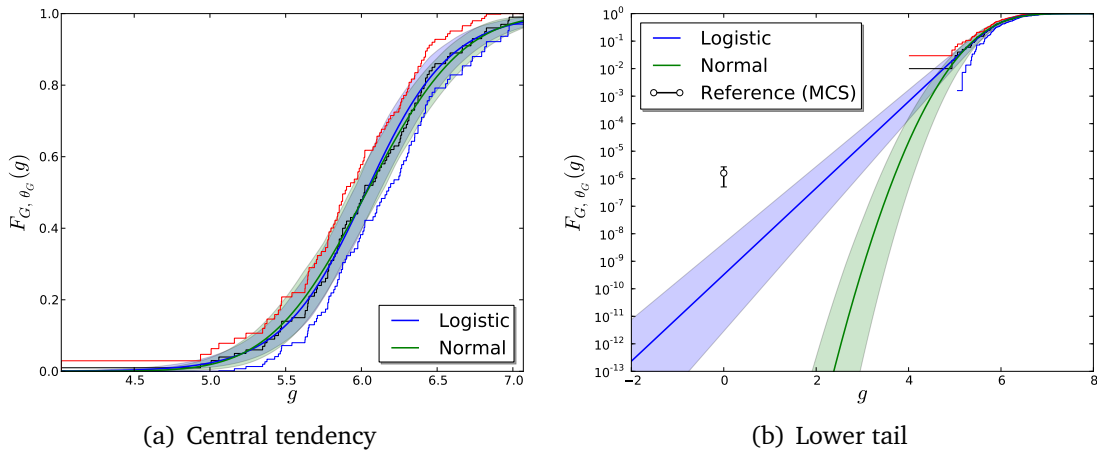 1.0
0.8
0.6
0.4
0.2
0.0
F_{G, θ_G}(g)
4.5 5.0 5.5 6.0 6.5 7.0
g
Logistic
Normal
(a) Central tendency
10^0
10^{-1}
10^{-2}
10^{-3}
10^{-4}
10^{-5}
10^{-6}
10^{-7}
10^{-8}
10^{-9}
10^{-10}
10^{-11}
10^{-12}
10^{-13}
F_{G, θ_G}(g)
−2 0 2 4 6 8
g
Logistic
Normal
Reference (MCS)
(b) Lower tail